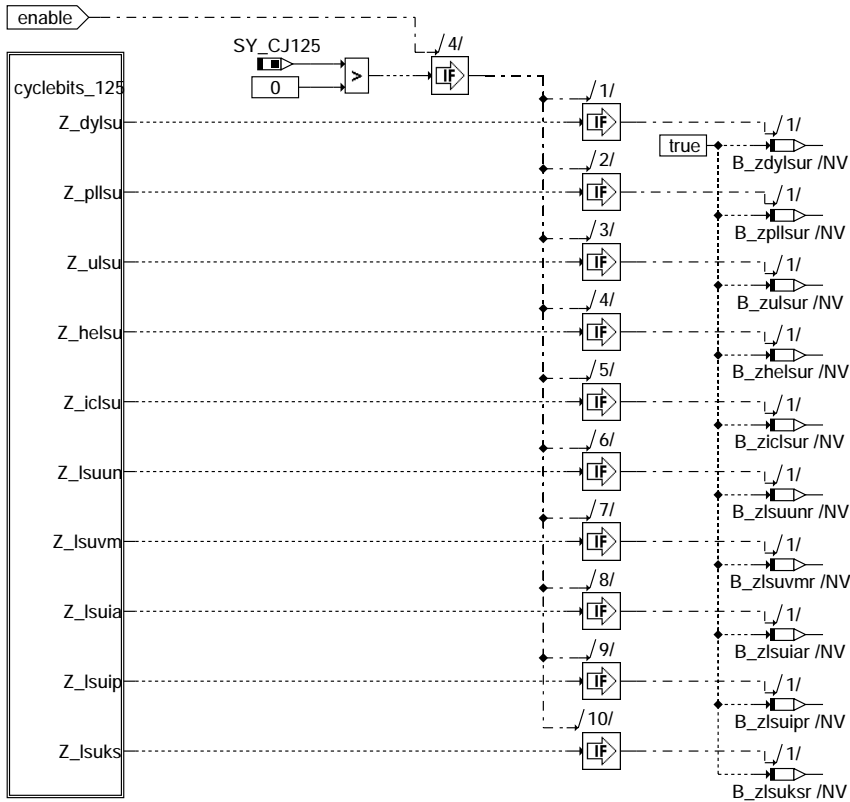 enable
SY_CJ125
4/
>
IF
0
cyclebits_125
1/
Z_dylsu
IF
1/
true
B_zdylsur /NV
2/
Z_pllsu
IF
1/
B_zpllsur /NV
3/
Z_ulsu
IF
1/
B_zulsur /NV
4/
Z_helsu
IF
1/
B_zhelsur /NV
5/
Z_iclsu
IF
1/
B_ziclsur /NV
6/
Z_lsuun
IF
1/
B_zlsuunr /NV
7/
Z_lsuvm
IF
1/
B_zlsuvmr /NV
8/
Z_lsuia
IF
1/
B_zlsuiar /NV
9/
Z_lsuip
IF
1/
B_zlsuipr /NV
10/
Z_lsuks
IF
1/
B_zlsuksr /NV